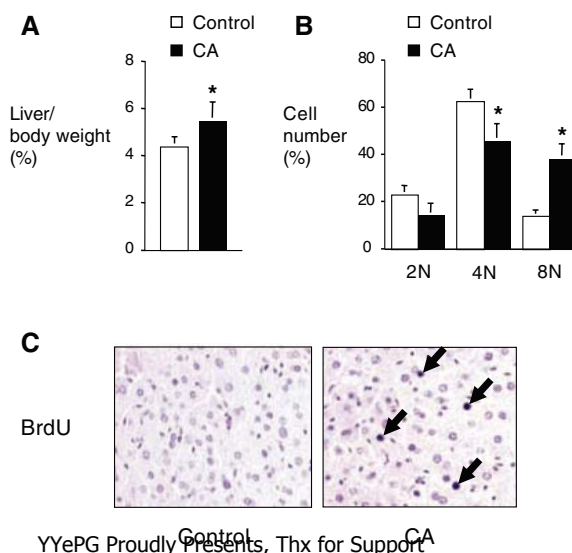 A
Control
CA
Liver/
body weight
(%)
8
6
4
2
0
*
B
Control
CA
Cell
number
(%)
80
60
40
20
0
*
*
2N
4N
8N
C
BrdU
Control
CA
YYePG Proudly Presents, Thx for Support